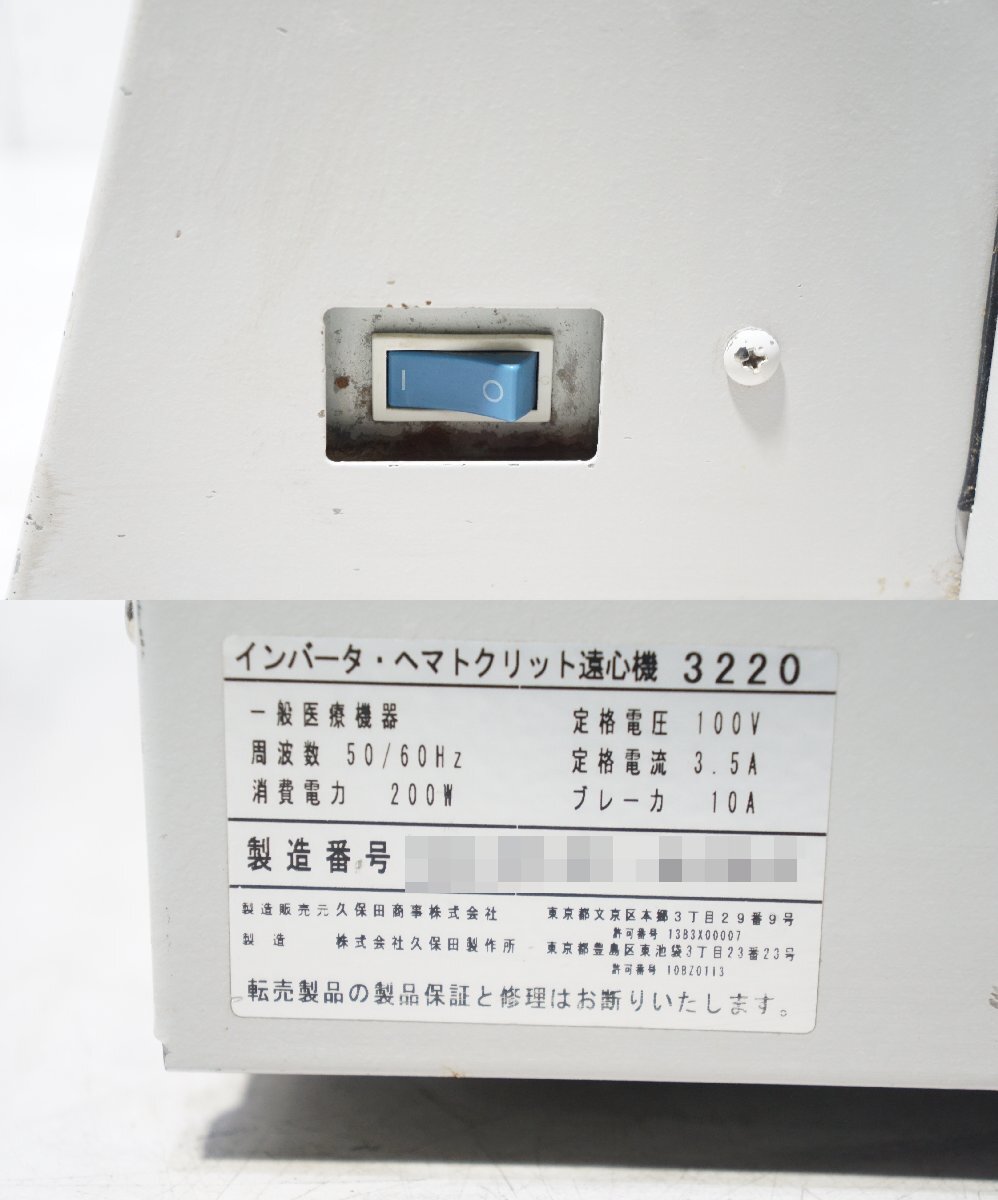 I O
インバータ・ヘマトクリット遠心機 3220
一般医療機器 定格電圧 100V
周波数 50/60Hz 定格電流 3.5A
消費電力 200W ブレーカ 10A
製造番号
製造販売元久保田商事株式会社 東京都文京区本郷3丁目29番9号
許可番号 13B3X00007
製造 株式会社久保田製作所 東京都豊島区東池袋3丁目23番23号
許可番号 10BZ0113
転売製品の製品保証と修理はお断りいたします。